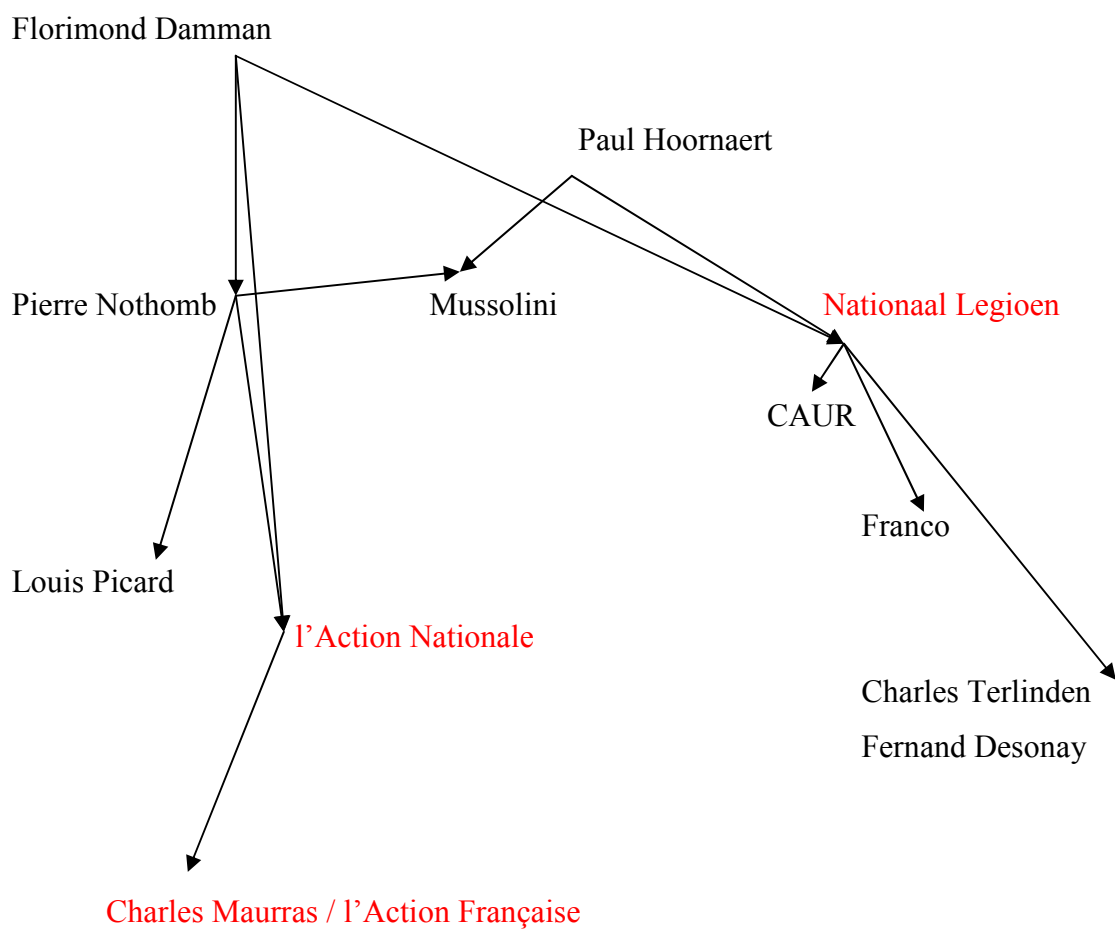 Florimond Damman
Paul Hoornaert
Pierre Nothomb
Mussolini
Nationaal Legioen
CAUR
Franco
Louis Picard
l’Action Nationale
Charles Terlinden
Fernand Desonay
Charles Maurras / l’Action Française